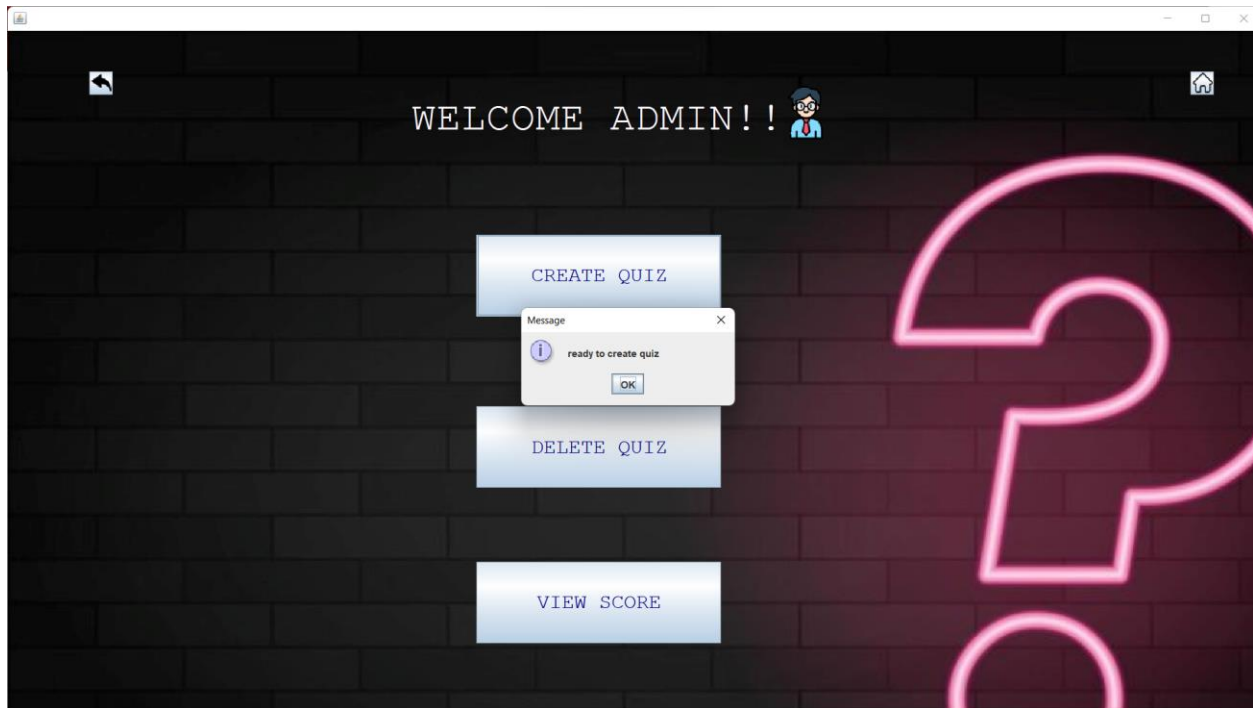 WELCOME ADMIN!!
CREATE QUIZ
Message
ready to create quiz
OK
DELETE QUIZ
VIEW SCORE